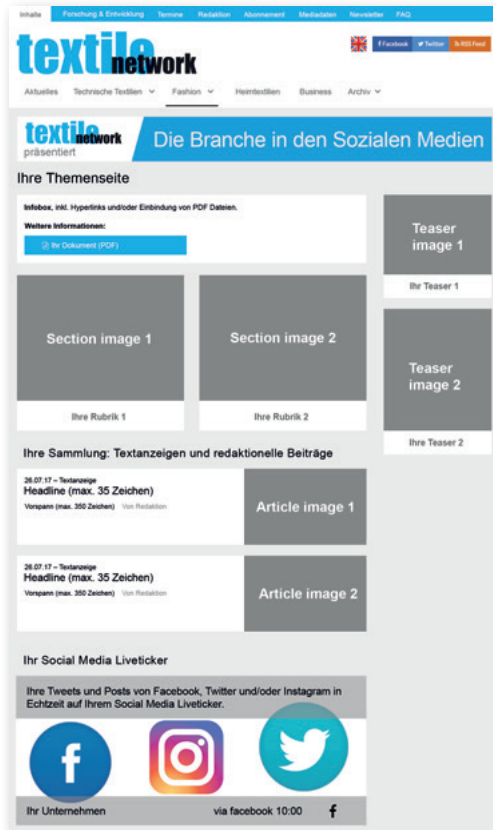 Inhalte Forschung & Entwicklung Termine Redaktion Abonnement Mediadaten Newsletter FAQ
textile network
Facebook Twitter RSS Feed
Aktuelles Technische Textilien Fashion Heimtextilien Business Archiv
textile network
präsentiert
Die Branche in den Sozialen Medien
Ihre Themenseite
Infobox, inkl. Hyperlinks und/oder Einbindung von PDF Dateien.
Weitere Informationen:
Ihr Dokument (PDF)
Teaser
image 1
Ihr Teaser 1
Section image 1
Ihre Rubrik 1
Section image 2
Ihre Rubrik 2
Teaser
image 2
Ihre Teaser 2
Ihre Sammlung: Textanzeigen und redaktionelle Beiträge
26.07.17 – Textanzeige
Headline (max. 35 Zeichen)
Vorspann (max. 350 Zeichen) Von Redaktion
Article image 1
26.07.17 – Textanzeige
Headline (max. 35 Zeichen)
Vorspann (max. 350 Zeichen) Von Redaktion
Article image 2
Ihr Social Media Liveticker
Ihre Tweets und Posts von Facebook, Twitter und/oder Instagram in
Echtzeit auf Ihrem Social Media Liveticker.
Ihr Unternehmen via facebook 10:00